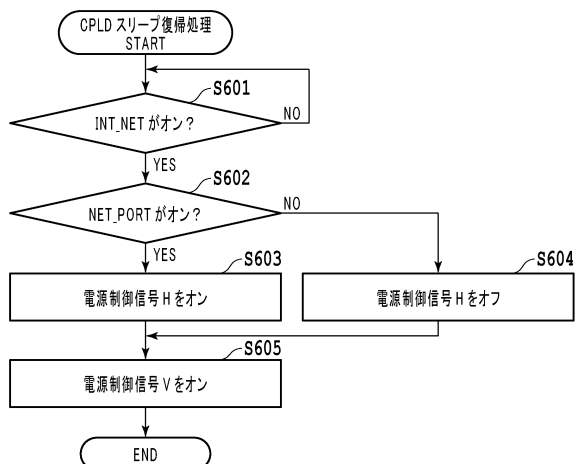 CPLD スリープ復帰処理
START
S601
INT_NET がオン？
NO
YES
S602
NET_PORT がオン？
NO
YES
S603
電源制御信号 H をオン
S604
電源制御信号 H をオフ
S605
電源制御信号 V をオン
END